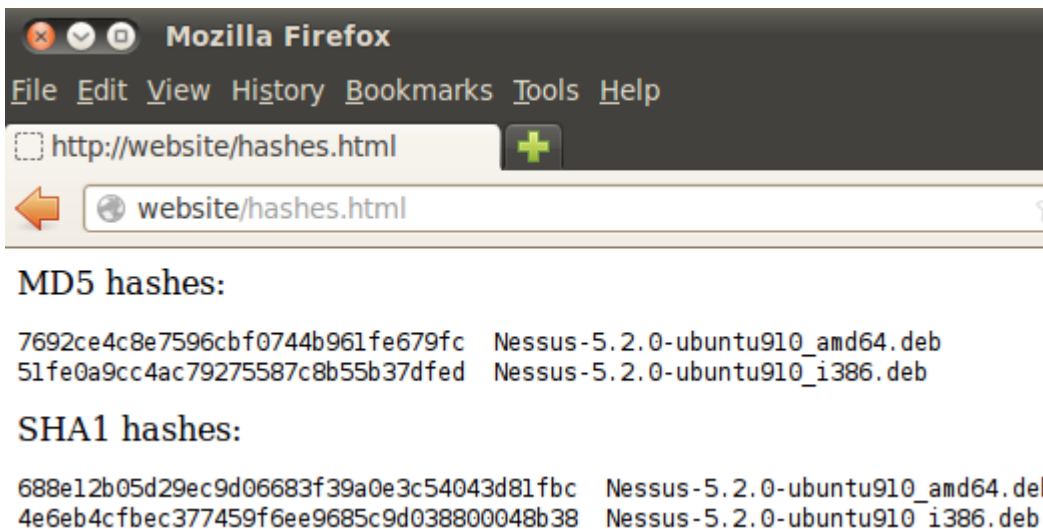 Mozilla Firefox
File Edit View History Bookmarks Tools Help
http://website/hashes.html
website/hashes.html
MD5 hashes:
7692ce4c8e7596cbf0744b961fe679fc Nessus-5.2.0-ubuntu910_amd64.deb
51fe0a9cc4ac79275587c8b55b37dfed Nessus-5.2.0-ubuntu910_i386.deb
SHA1 hashes:
688e12b05d29ec9d06683f39a0e3c54043d81fbc Nessus-5.2.0-ubuntu910_amd64.deb
4e6eb4cfbec377459f6ee9685c9d038800048b38 Nessus-5.2.0-ubuntu910_i386.deb